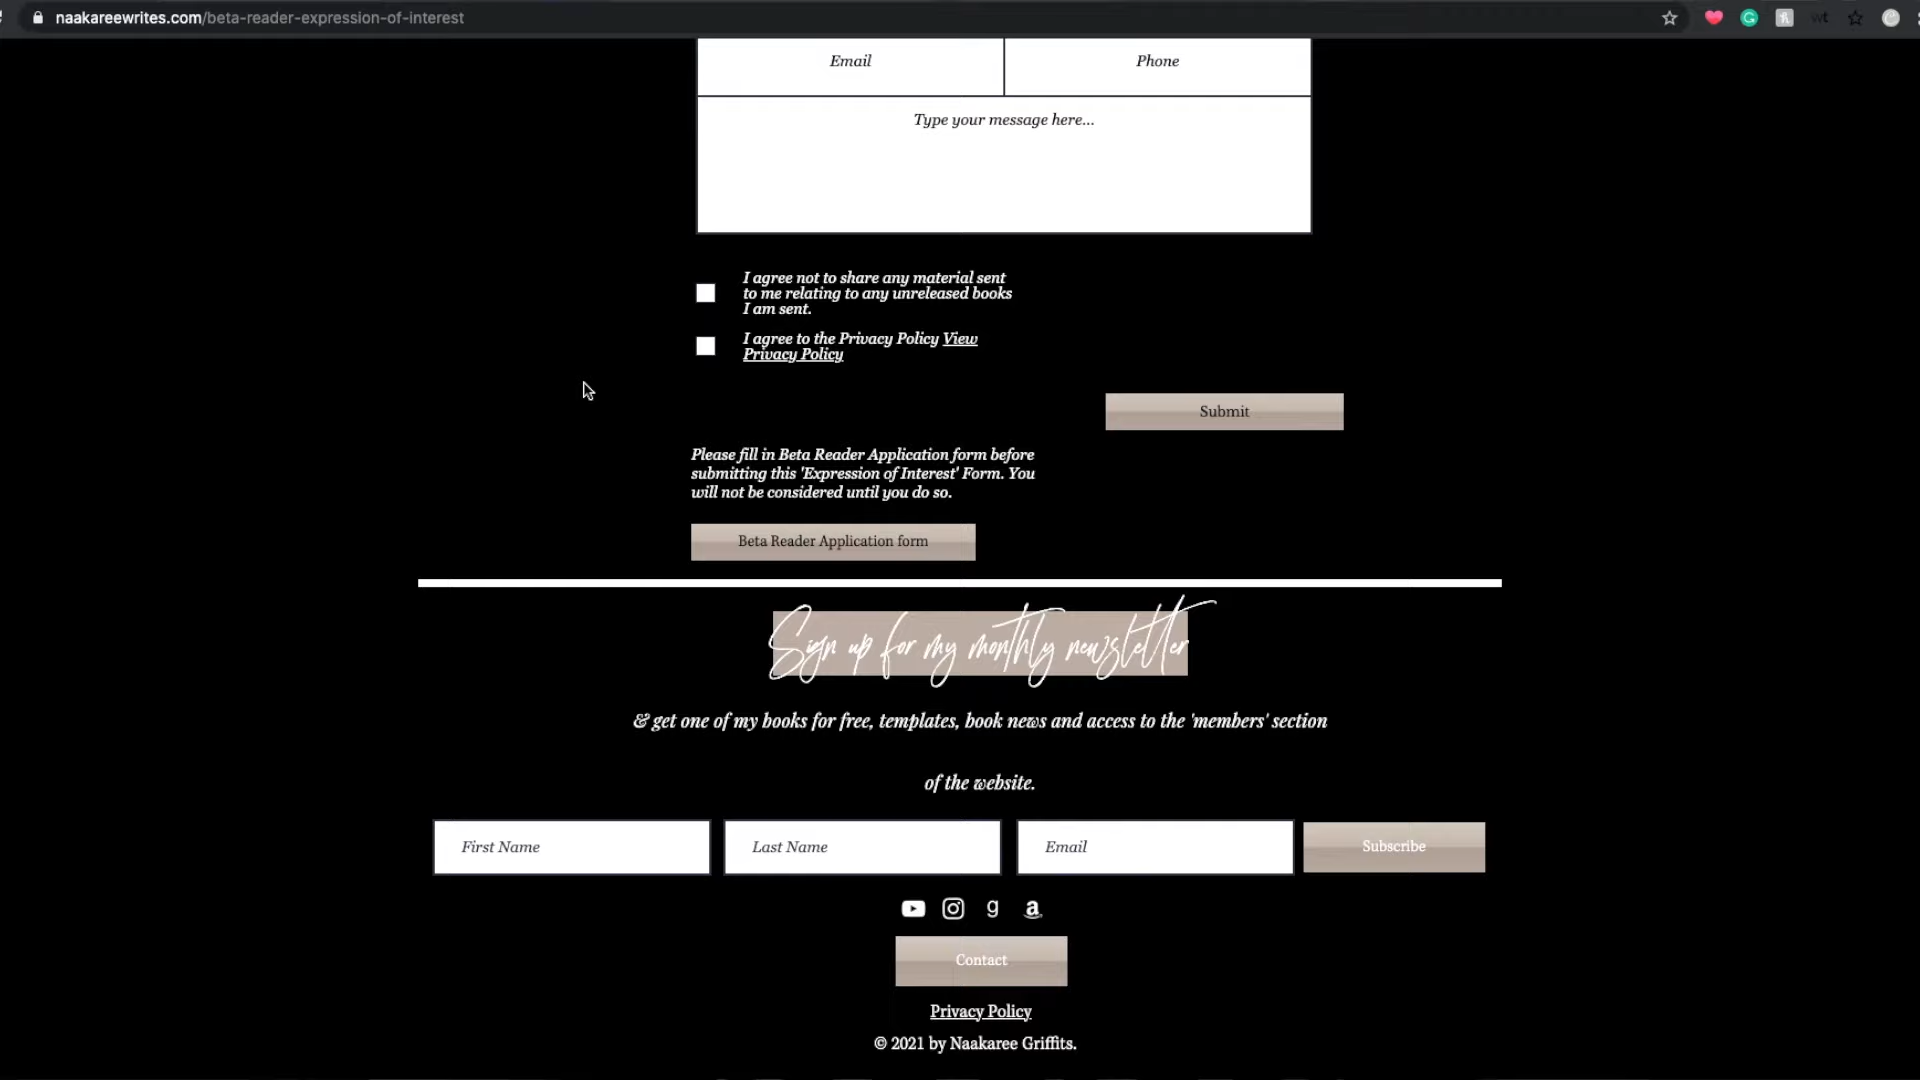 naakareewrites.com/beta-reader-expression-of-interest
wt
Email
Phone
Type your message here...
I agree not to share any material sent
to me relating to any unreleased books
I am sent.
I agree to the Privacy Policy View
Privacy Policy
Submit
Please fill in Beta Reader Application form before
submitting this 'Expression of Interest' Form. You
will not be considered until you do so.
Beta Reader Application form
Sign up for my monthly newsletter
& get one of my books for free, templates, book news and access to the 'members' section
of the website.
First Name
Last Name
Email
Subscribe
Contact
Privacy Policy
© 2021 by Naakaree Griffits.